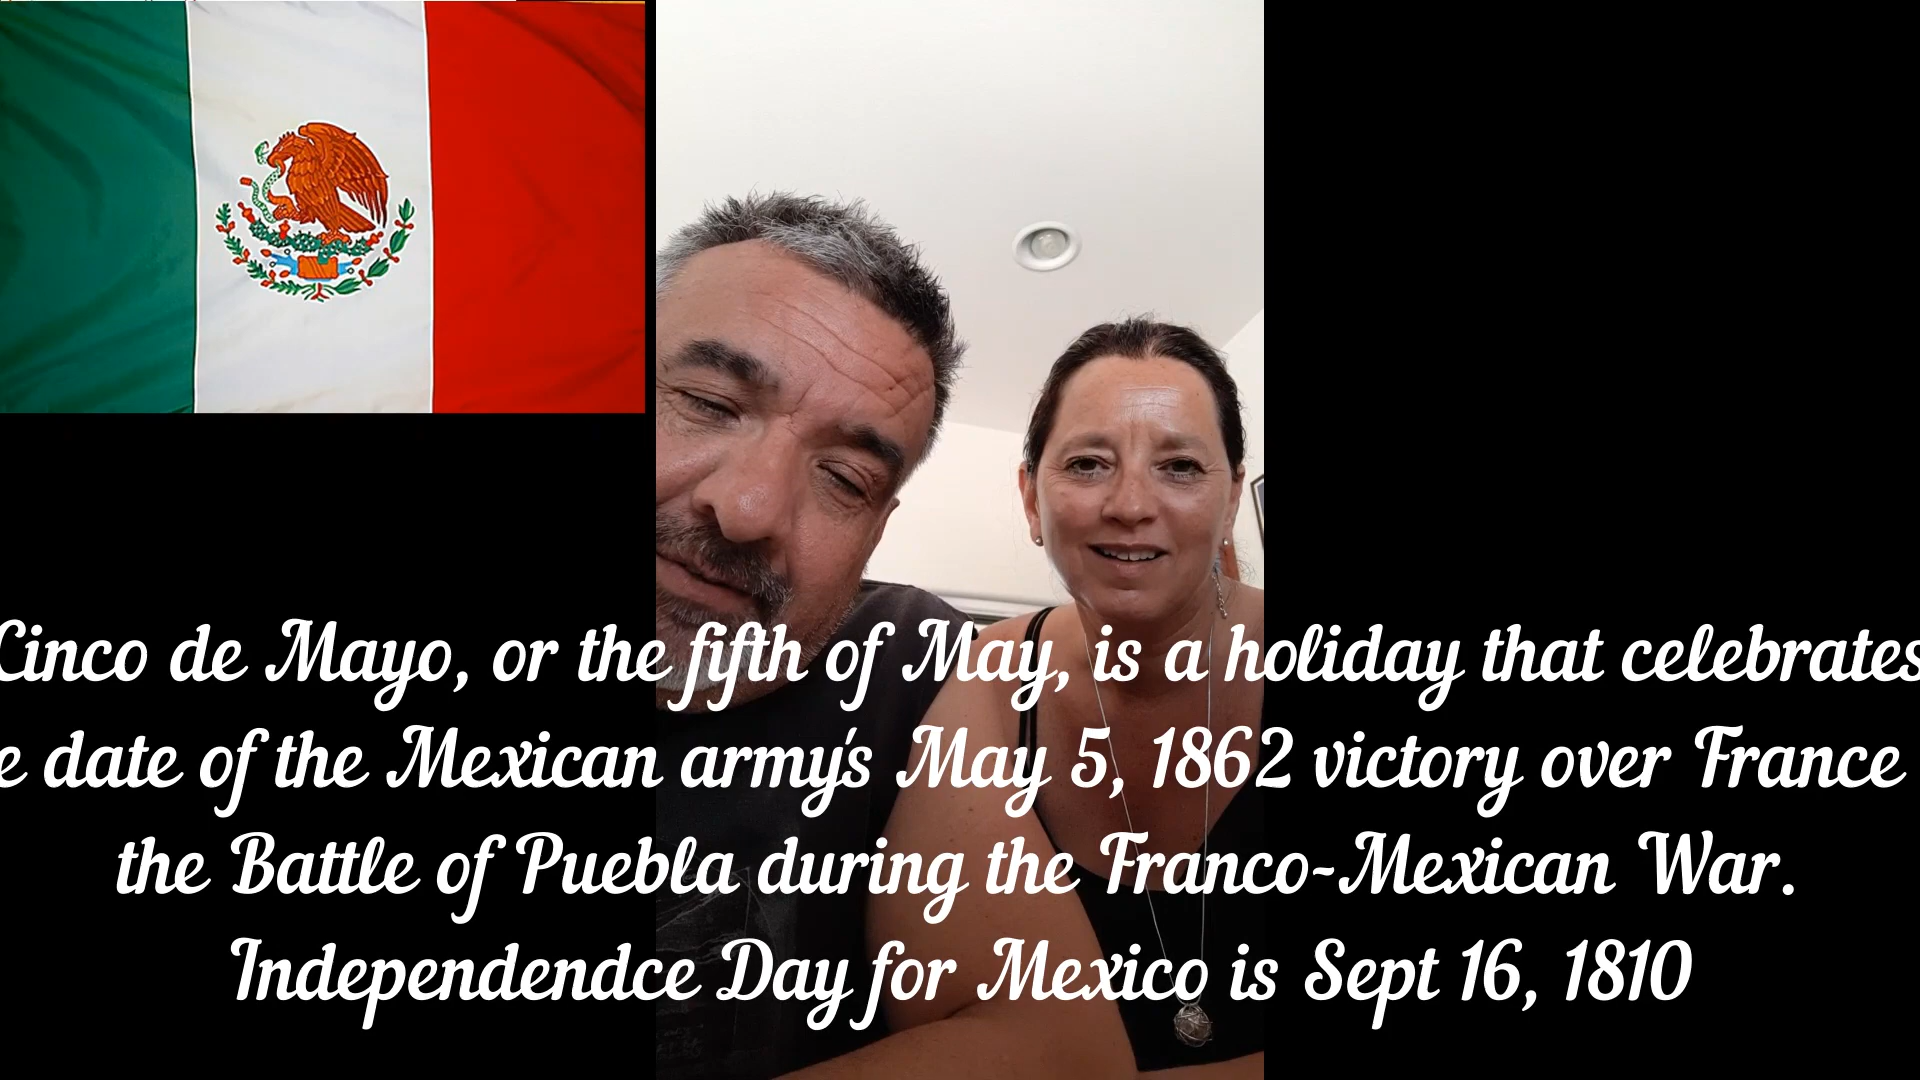 Cinco de Mayo, or the fifth of May, is a holiday that celebrates
e date of the Mexican army's May 5, 1862 victory over France
the Battle of Puebla during the Franco-Mexican War.
Independendce Day for Mexico is Sept 16, 1810